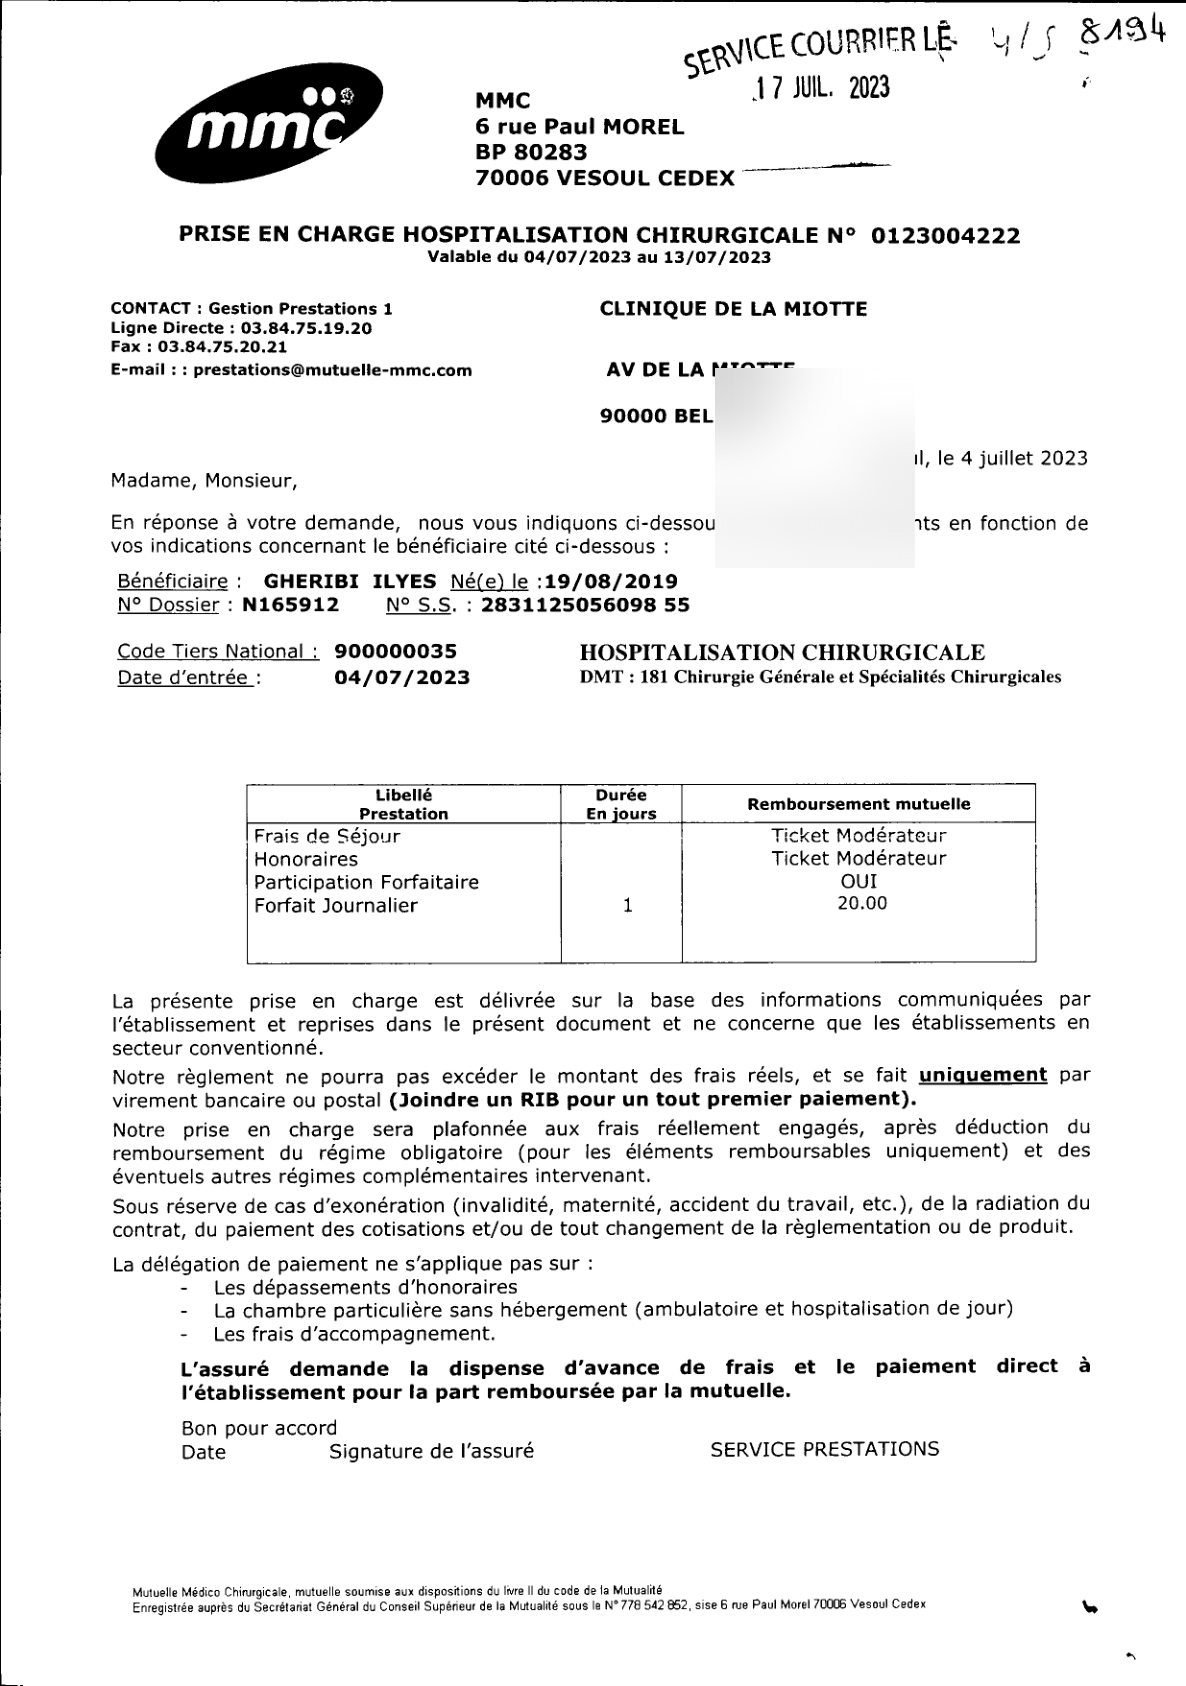 SERVICE COURRIER LE 4/5 8194
17 JUIL. 2023
mmc
MMC
6 rue Paul MOREL
BP 80283
70006 VESOUL CEDEX
PRISE EN CHARGE HOSPITALISATION CHIRURGICALE N° 0123004222
Valable du 04/07/2023 au 13/07/2023
CONTACT : Gestion Prestations 1
Ligne Directe : 03.84.75.19.20
Fax : 03.84.75.20.21
E-mail : : prestations@mutuelle-mmc.com
CLINIQUE DE LA MIOTTE
AV DE LA MIOTTE
90000 BEL
l, le 4 juillet 2023
Madame, Monsieur,
En réponse à votre demande, nous vous indiquons ci-dessou nts en fonction de
vos indications concernant le bénéficiaire cité ci-dessous :
Bénéficiaire : GHERIBI ILYES Né(e) le :19/08/2019
N° Dossier : N165912 N° S.S. : 2831125056098 55
Code Tiers National : 900000035
Date d'entrée : 04/07/2023
HOSPITALISATION CHIRURGICALE
DMT : 181 Chirurgie Générale et Spécialités Chirurgicales
Libellé Prestation Durée En jours Remboursement mutuelle
Frais de Séjour Ticket Modérateur
Honoraires Ticket Modérateur
Participation Forfaitaire OUI
Forfait Journalier 1 20.00
La présente prise en charge est délivrée sur la base des informations communiquées par
l'établissement et reprises dans le présent document et ne concerne que les établissements en
secteur conventionné.
Notre règlement ne pourra pas excéder le montant des frais réels, et se fait uniquement par
virement bancaire ou postal (Joindre un RIB pour un tout premier paiement).
Notre prise en charge sera plafonnée aux frais réellement engagés, après déduction du
remboursement du régime obligatoire (pour les éléments remboursables uniquement) et des
éventuels autres régimes complémentaires intervenant.
Sous réserve de cas d'exonération (invalidité, maternité, accident du travail, etc.), de la radiation du
contrat, du paiement des cotisations et/ou de tout changement de la règlementation ou de produit.
La délégation de paiement ne s'applique pas sur :
- Les dépassements d'honoraires
- La chambre particulière sans hébergement (ambulatoire et hospitalisation de jour)
- Les frais d'accompagnement.
L'assuré demande la dispense d'avance de frais et le paiement direct à
l'établissement pour la part remboursée par la mutuelle.
Bon pour accord
Date Signature de l'assuré SERVICE PRESTATIONS
Mutuelle Médico Chirurgicale, mutuelle soumise aux dispositions du livre II du code de la Mutualité
Enregistrée auprès du Secrétariat Général du Conseil Supérieur de la Mutualité sous le N° 778 542 852, sise 6 rue Paul Morel 70006 Vesoul Cedex